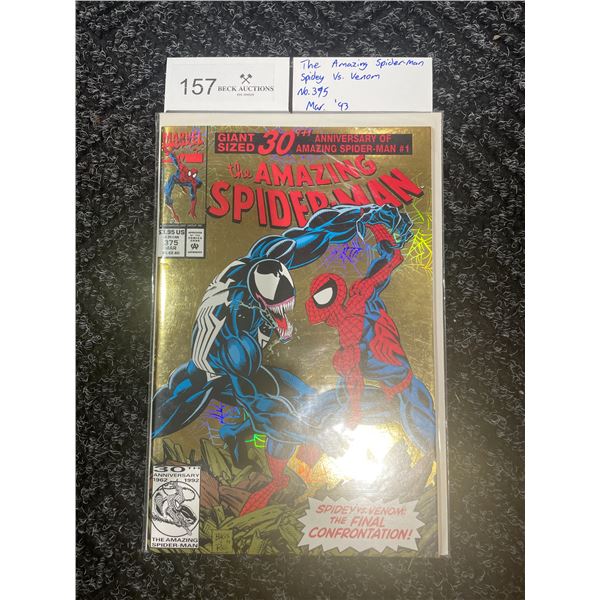 157
BECK AUCTIONS
The Amazing Spider-Man
Spidey Vs. Venom
No. 395
Mar. '93
MARVEL
GIANT SIZED 30TH ANNIVERSARY OF AMAZING SPIDER-MAN #1
the AMAZING
SPIDER-MAN
$3.95 US
375
MAR
30TH
ANNIVERSARY
1962 1992
THE AMAZING
SPIDER-MAN
SPIDEY VS. VENOM:
THE FINAL
CONFRONTATION!